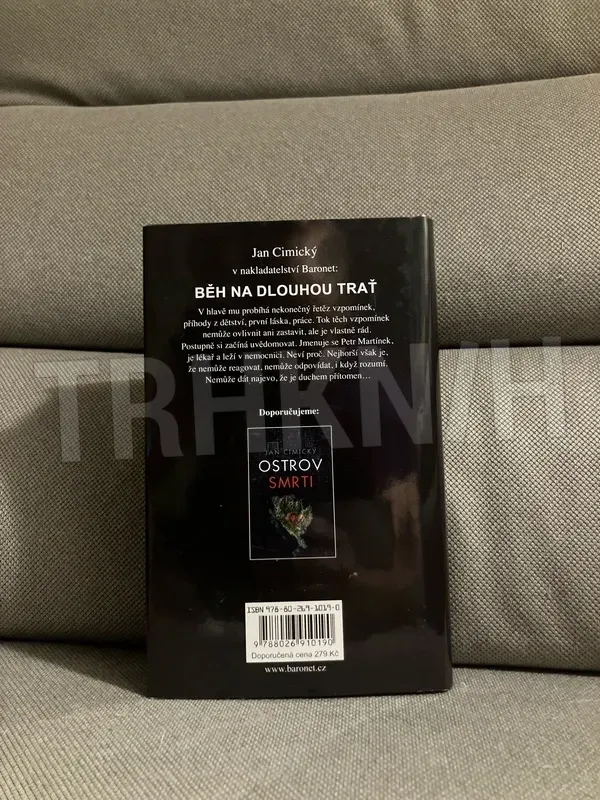 Jan Cimický
v nakladatelství Baronet:
BĚH NA DLOUHOU TRAŤ
V hlavě mu probíhá nekonečný řetěz vzpomínek,
příhody z dětství, první láska, práce. Tok těch vzpomínek
nemůže ovlivnit ani zastavit, ale je vlastně rád.
Postupně si začíná uvědomovat. Jmenuje se Petr Martínek,
je lékař a leží v nemocnici. Neví proč. Nejhorší však je,
že nemůže reagovat, nemůže odpovídat, i když rozumí.
Nemůže dát najevo, že je duchem přítomen…
TRHKNIH
Doporučujeme:
JAN CIMICKÝ
OSTROV
SMRTI
ISBN 978-80-269-1019-0
9 788026 910190
Doporučená cena 279 Kč
www.baronet.cz